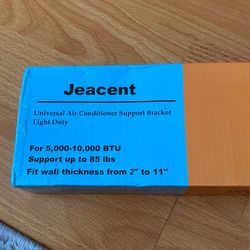 Jeacent
Universal Air Conditioner Support Bracket
Light Duty
For 5,000-10,000 BTU
Support up to 85 lbs
Fit wall thickness from 2" to 11"